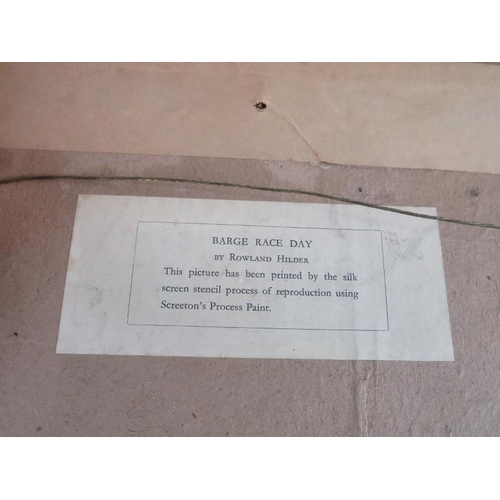 BARGE RACE DAY
BY ROWLAND HILDER
This picture has been printed by the silk
screen stencil process of reproduction using
Screeton's Process Paint.